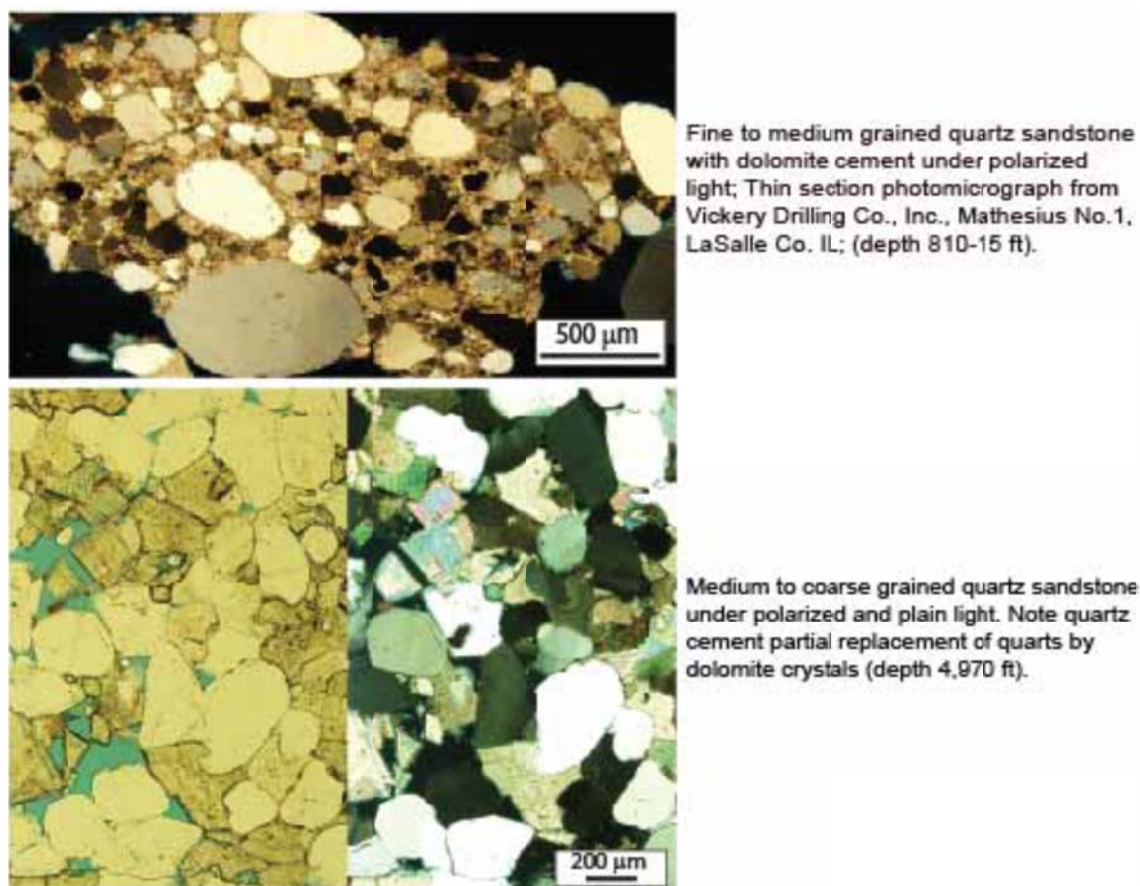 Fine to medium grained quartz sandstone
with dolomite cement under polarized
light; Thin section photomicrograph from
Vickery Drilling Co., Inc., Mathesius No.1,
LaSalle Co. IL; (depth 810-15 ft).
500 µm
Medium to coarse grained quartz sandstone
under polarized and plain light. Note quartz
cement partial replacement of quarts by
dolomite crystals (depth 4,970 ft).
200 µm